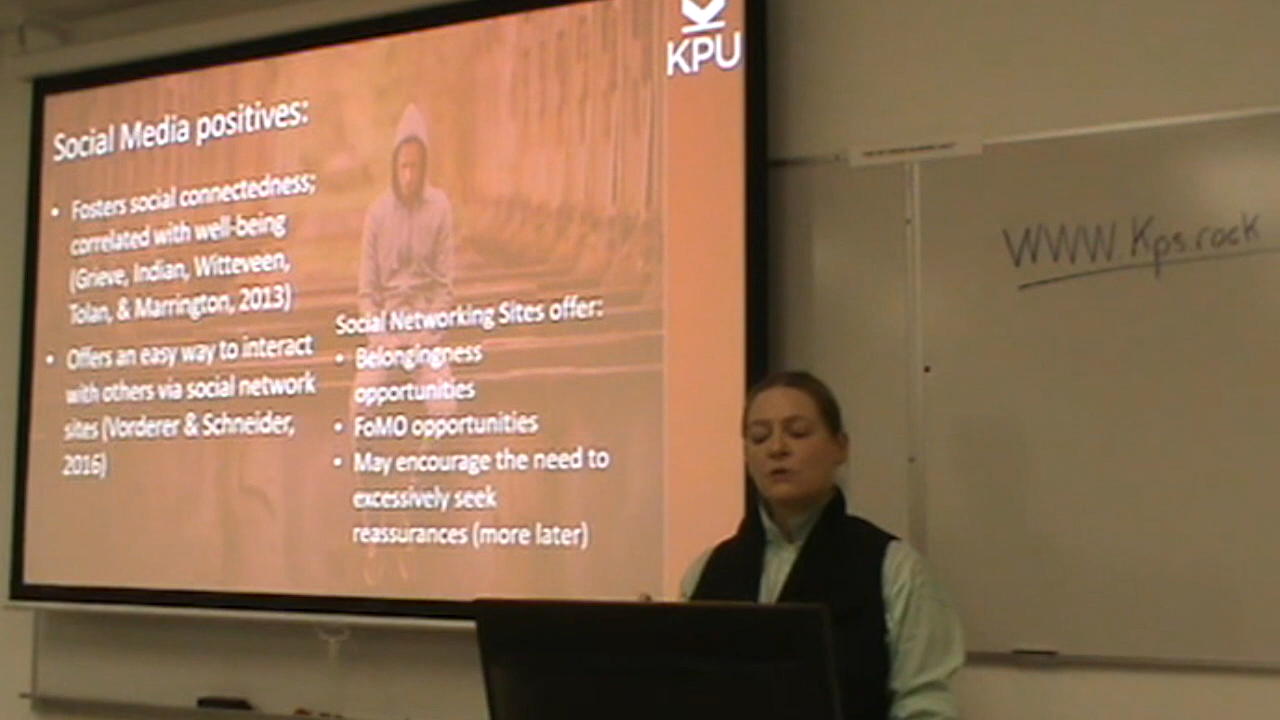 KPU
Social Media positives:
• Fosters social connectedness;
correlated with well-being
(Grieve, Indian, Witteveen,
Tolan, & Marrington, 2013)
• Offers an easy way to interact
with others via social network
sites (Vorderer & Schneider,
2016)
Social Networking Sites offer:
• Belongingness
opportunities
• FoMO opportunities
• May encourage the need to
excessively seek
reassurances (more later)
WWW.Kps.rock